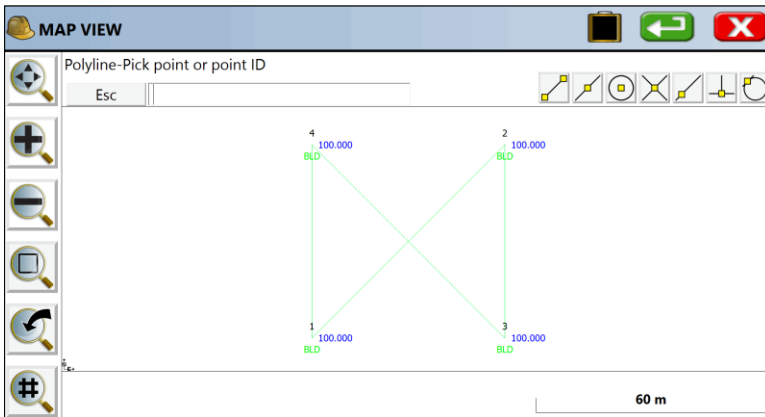 MAP VIEW
Polyline-Pick point or point ID
Esc
4 2
100.000 100.000
BLD BLD
1 3
100.000 100.000
BLD BLD
60 m